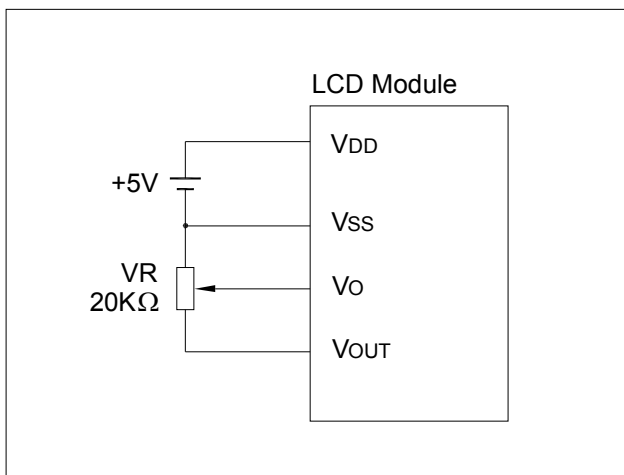 LCD Module
VDD
+5V
VSS
VR
20KΩ
VO
VOUT